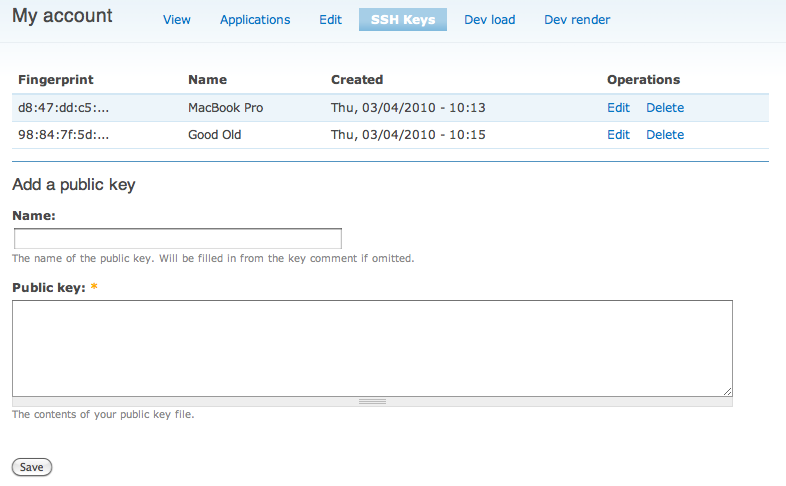 My account View Applications Edit SSH Keys Dev load Dev render
Fingerprint Name Created Operations
d8:47:dd:c5:... MacBook Pro Thu, 03/04/2010 - 10:13 Edit Delete
98:84:7f:5d:... Good Old Thu, 03/04/2010 - 10:15 Edit Delete
Add a public key
Name:
The name of the public key. Will be filled in from the key comment if omitted.
Public key: *
The contents of your public key file.
Save